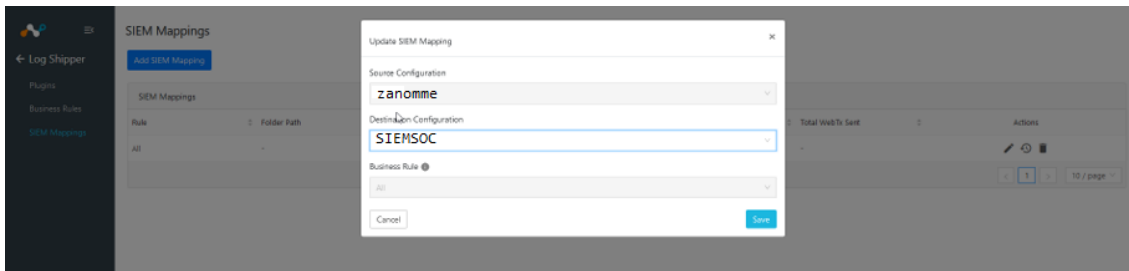 SIEM Mappings
← Log Shipper
Add SIEM Mapping
Plugins
Business Rules
SIEM Mappings
SIEM Mappings
Rule
Folder Path
Total WebTx Sent
Actions
All
-
-
1
10 / page
Update SIEM Mapping
Source Configuration
zanomme
Destination Configuration
SIEMSOC
Business Rule
All
Cancel
Save